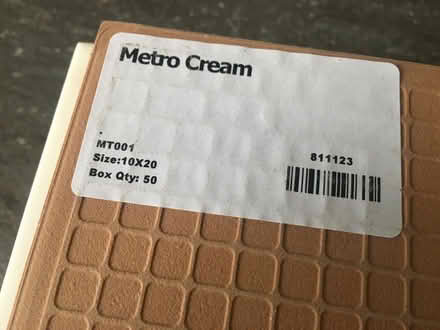 Metro Cream
MT001
Size:10X20
Box Qty: 50
811123